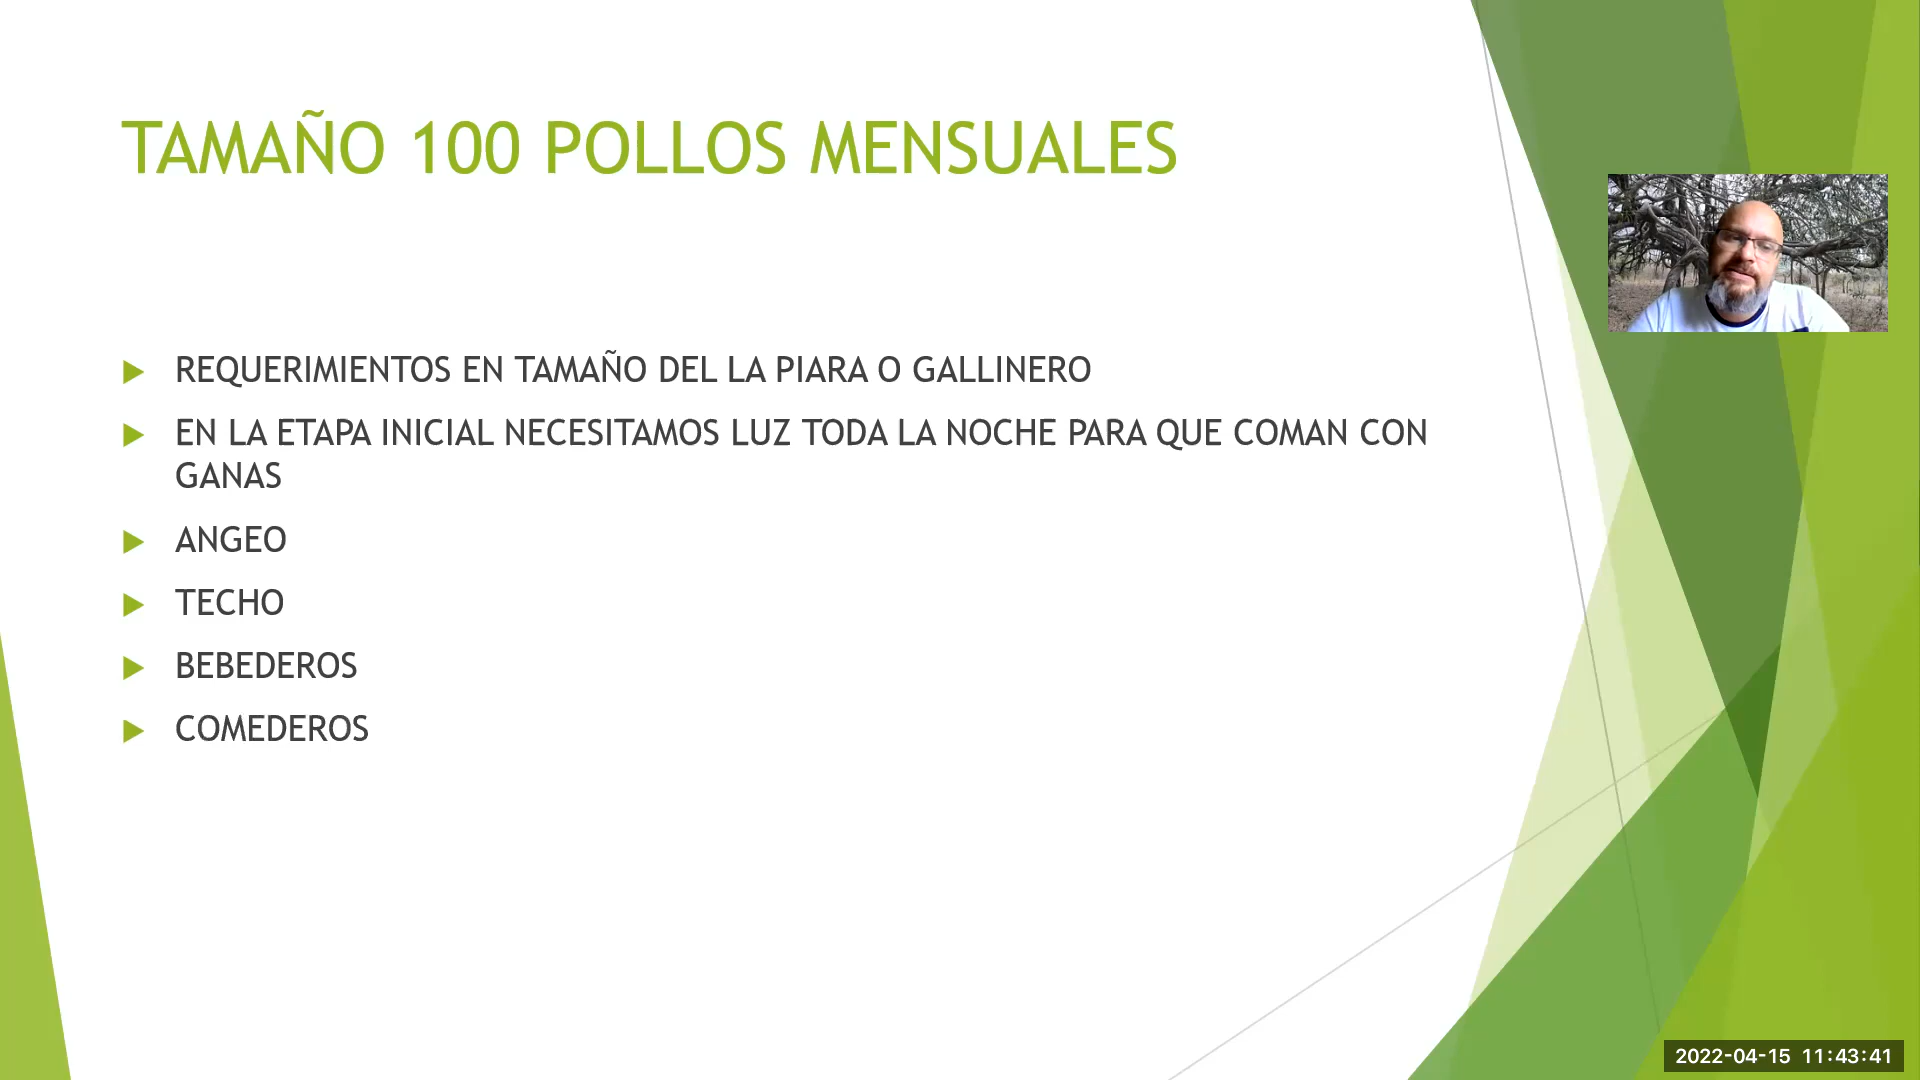 TAMAÑO 100 POLLOS MENSUALES
REQUERIMIENTOS EN TAMAÑO DEL LA PIARA O GALLINERO
EN LA ETAPA INICIAL NECESITAMOS LUZ TODA LA NOCHE PARA QUE COMAN CON
GANAS
ANGEO
TECHO
BEBEDEROS
COMEDEROS
2022-04-15 11:43:41